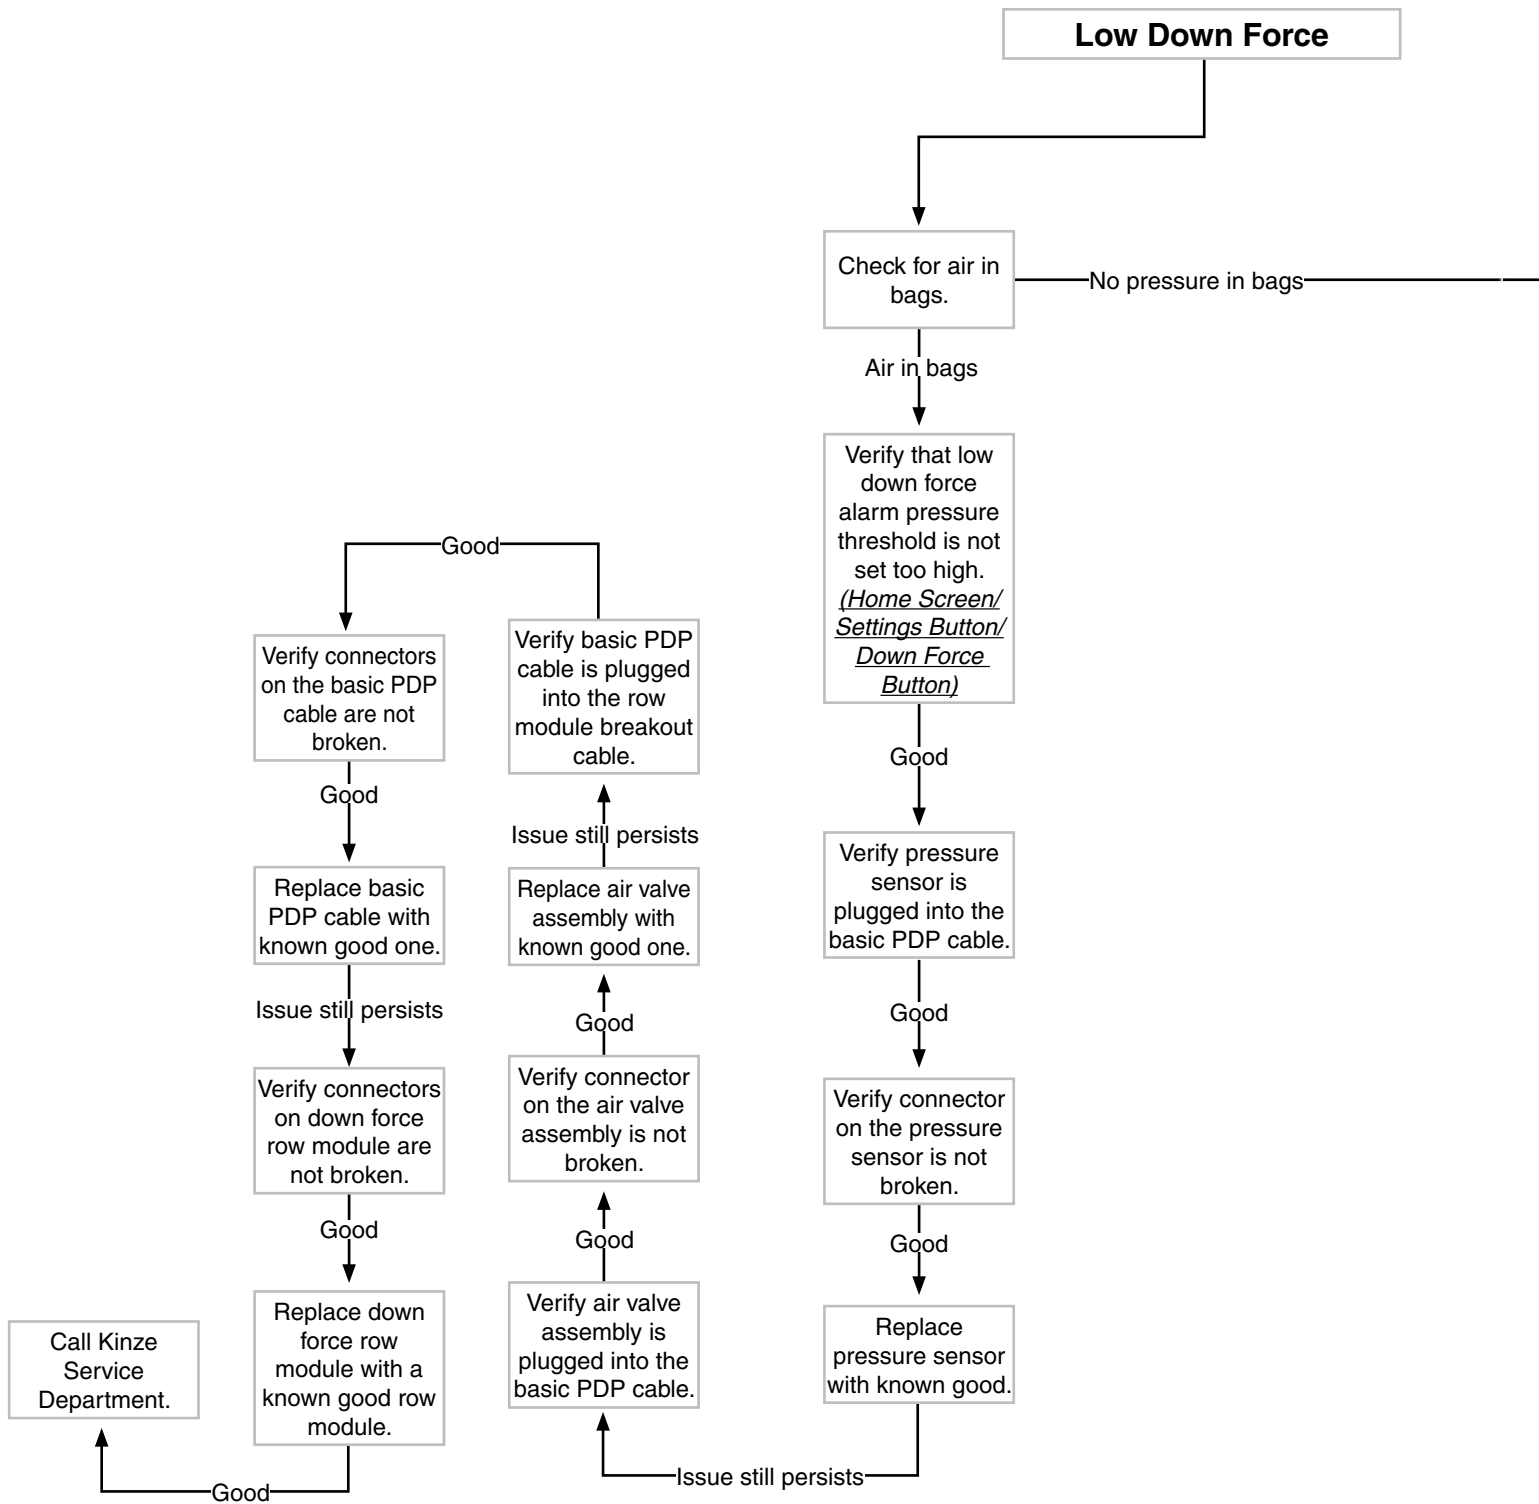 Low Down Force
Check for air in
bags.
No pressure in bags
Air in bags
Verify that low
down force
alarm pressure
threshold is not
set too high.
(Home Screen/
Settings Button/
Down Force
Button)
Good
Verify pressure
sensor is
plugged into the
basic PDP cable.
Good
Verify connector
on the pressure
sensor is not
broken.
Good
Replace
pressure sensor
with known good.
Issue still persists
Verify air valve
assembly is
plugged into the
basic PDP cable.
Good
Verify connector
on the air valve
assembly is not
broken.
Good
Replace air valve
assembly with
known good one.
Issue still persists
Verify basic PDP
cable is plugged
into the row
module breakout
cable.
Good
Verify connectors
on the basic PDP
cable are not
broken.
Good
Replace basic
PDP cable with
known good one.
Issue still persists
Verify connectors
on down force
row module are
not broken.
Good
Replace down
force row
module with a
known good row
module.
Good
Call Kinze
Service
Department.